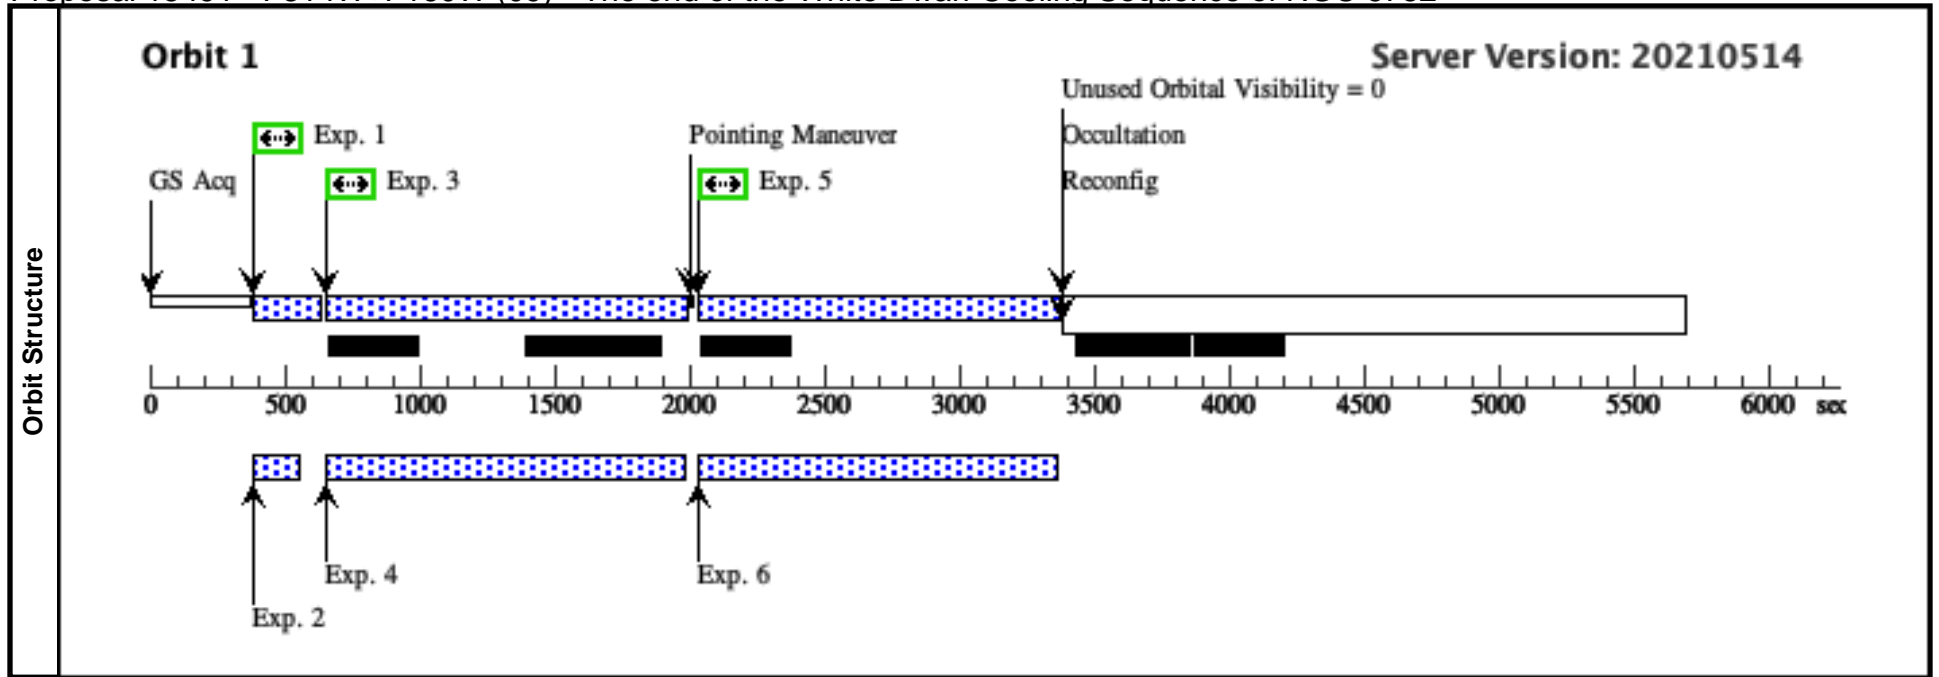 Orbit 1
Server Version: 20210514
Unused Orbital Visibility = 0
Exp. 1
Pointing Maneuver
Occultation
GS Acq
Exp. 3
Exp. 5
Reconfig
Orbit Structure
0 500 1000 1500 2000 2500 3000 3500 4000 4500 5000 5500 6000 sec
Exp. 4
Exp. 6
Exp. 2